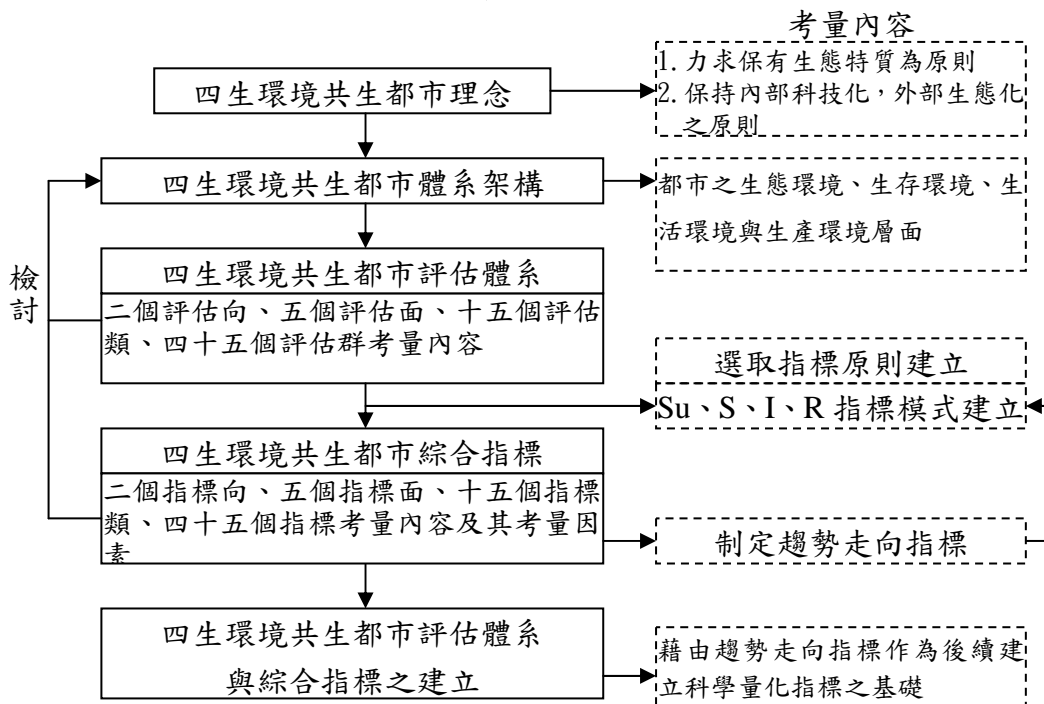 考量內容
四生環境共生都市理念
1. 力求保有生態特質為原則
2. 保持內部科技化，外部生態化
之原則
四生環境共生都市體系架構
都市之生態環境、生存環境、生
活環境與生產環境層面
檢
討
四生環境共生都市評估體系
二個評估向、五個評估面、十五個評估
類、四十五個評估群考量內容
選取指標原則建立
Su、S、I、R 指標模式建立
四生環境共生都市綜合指標
二個指標向、五個指標面、十五個指標
類、四十五個指標考量內容及其考量因
素
制定趨勢走向指標
四生環境共生都市評估體系
與綜合指標之建立
藉由趨勢走向指標作為後續建
立科學量化指標之基礎